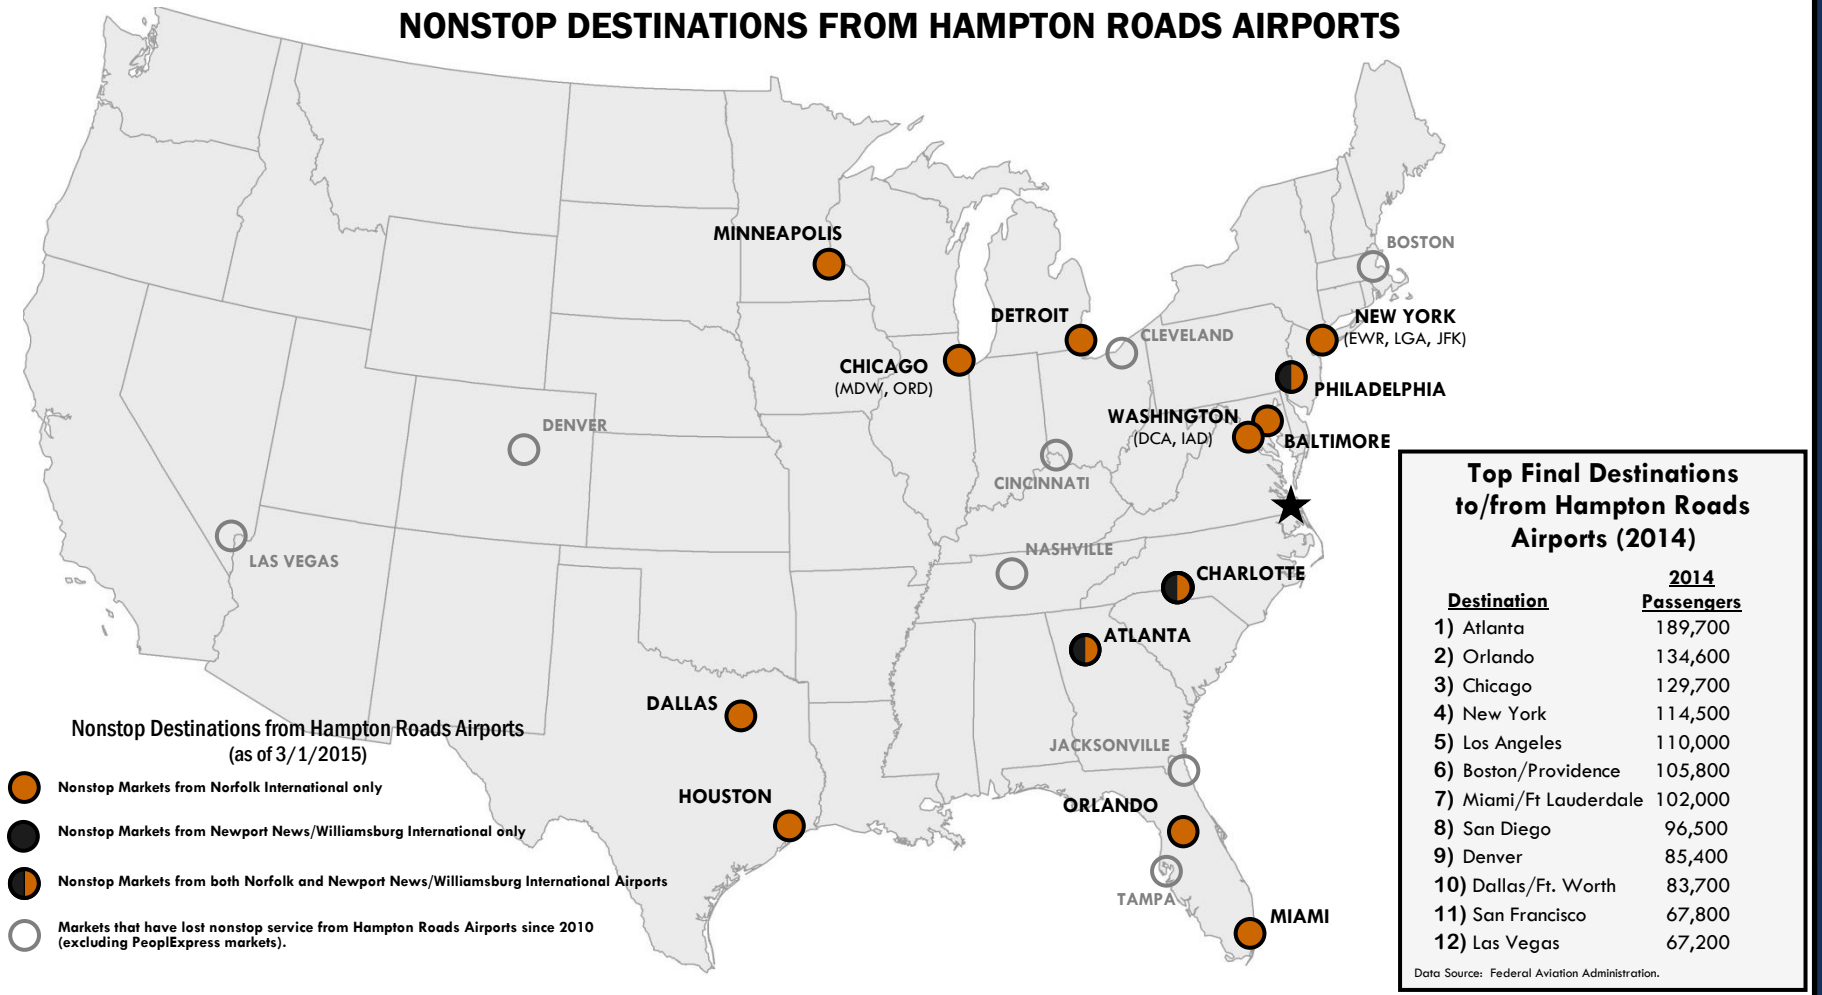 NONSTOP DESTINATIONS FROM HAMPTON ROADS AIRPORTS
MINNEAPOLIS
BOSTON
DETROIT
NEW YORK
(EWR, LGA, JFK)
CLEVELAND
CHICAGO
(MDW, ORD)
PHILADELPHIA
WASHINGTON
(DCA, IAD)
BALTIMORE
DENVER
CINCINNATI
LAS VEGAS
NASHVILLE
CHARLOTTE
ATLANTA
DALLAS
JACKSONVILLE
HOUSTON
ORLANDO
TAMPA
MIAMI
Nonstop Destinations from Hampton Roads Airports
(as of 3/1/2015)
Nonstop Markets from Norfolk International only
Nonstop Markets from Newport News/Williamsburg International only
Nonstop Markets from both Norfolk and Newport News/Williamsburg International Airports
Markets that have lost nonstop service from Hampton Roads Airports since 2010
(excluding PeoplExpress markets).
Top Final Destinations
to/from Hampton Roads
Airports (2014)
2014
Destination Passengers
1) Atlanta 189,700
2) Orlando 134,600
3) Chicago 129,700
4) New York 114,500
5) Los Angeles 110,000
6) Boston/Providence 105,800
7) Miami/Ft Lauderdale 102,000
8) San Diego 96,500
9) Denver 85,400
10) Dallas/Ft. Worth 83,700
11) San Francisco 67,800
12) Las Vegas 67,200
Data Source: Federal Aviation Administration.